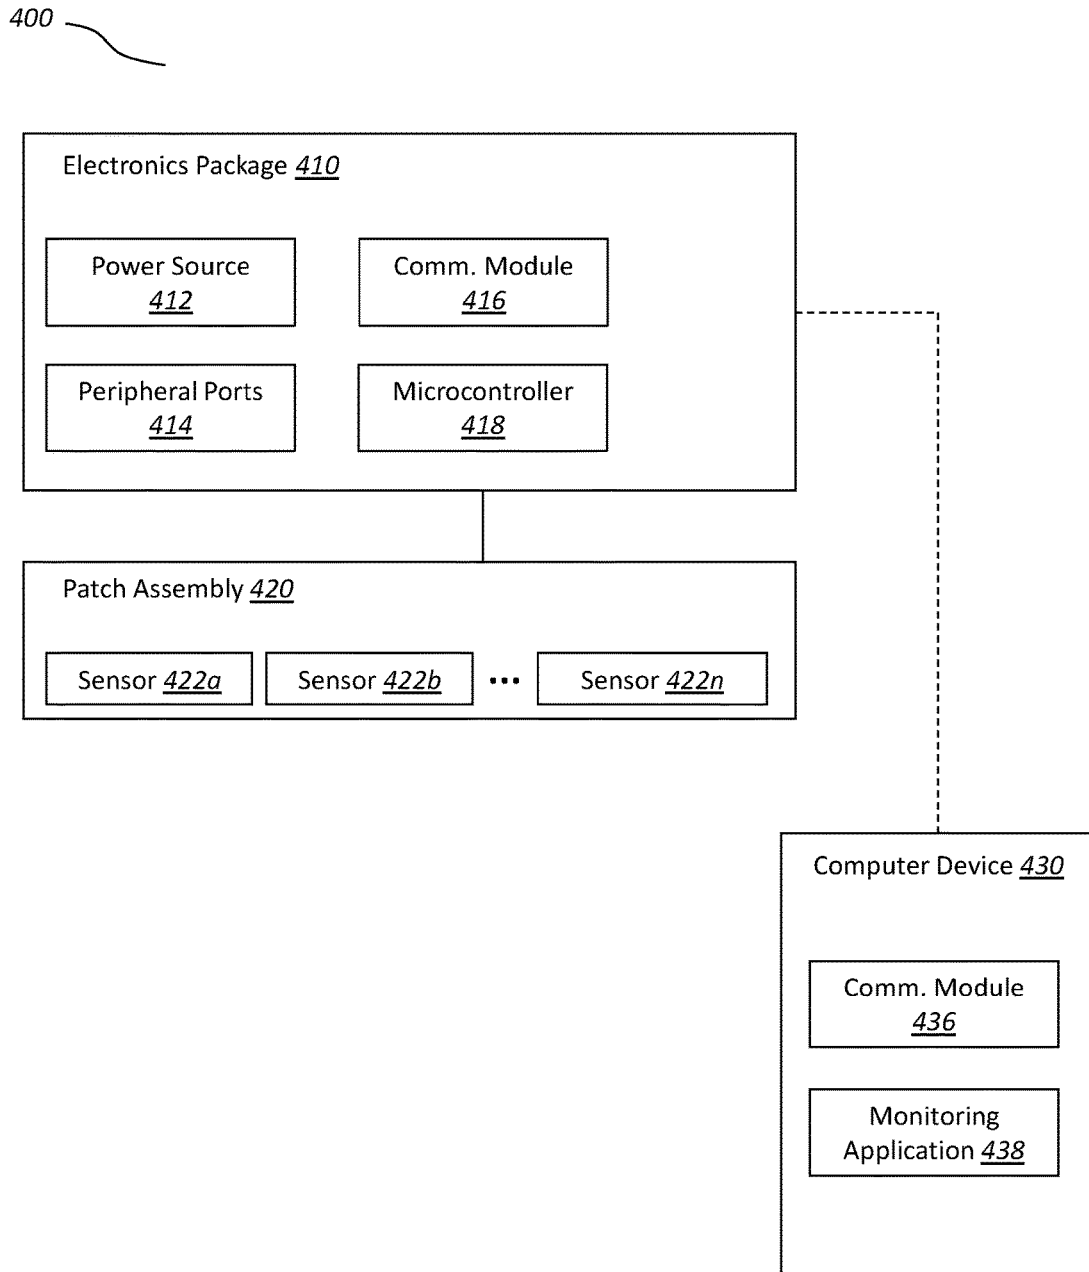 400
Electronics Package 410
Power Source
412
Comm. Module
416
Peripheral Ports
414
Microcontroller
418
Patch Assembly 420
Sensor 422a
Sensor 422b
...
Sensor 422n
Computer Device 430
Comm. Module
436
Monitoring
Application 438